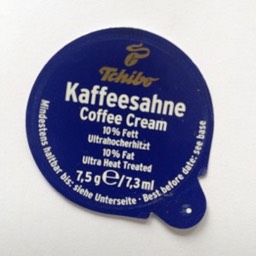 Tchibo
Kaffeesahne
Coffee Cream
10% Fett
Ultrahocherhitzt
10% Fat
Ultra Heat Treated
7,5 g℮/7,3 ml
Mindestens haltbar bis: siehe Unterseite · Best before date: see base